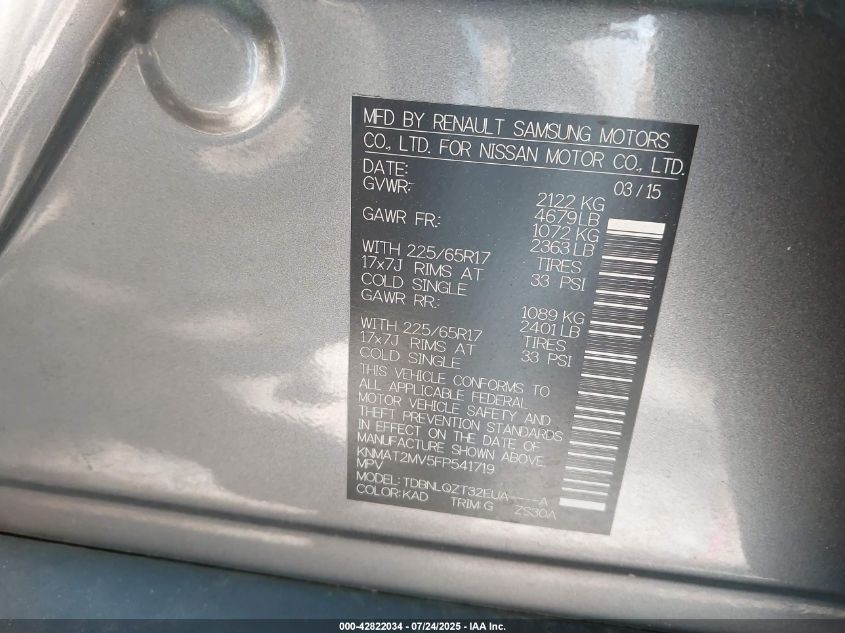 MFD BY RENAULT SAMSUNG MOTORS
CO., LTD. FOR NISSAN MOTOR CO., LTD.
DATE: 03/15
GVWR: 2122 KG
4679LB
GAWR FR: 1072 KG
2363LB
WITH 225/65R17 TIRES
17x7J RIMS AT 33 PSI
COLD SINGLE
GAWR RR: 1089 KG
2401LB
WITH 225/65R17 TIRES
17x7J RIMS AT 33 PSI
COLD SINGLE
THIS VEHICLE CONFORMS TO
ALL APPLICABLE FEDERAL
MOTOR VEHICLE SAFETY AND
THEFT PREVENTION STANDARDS
IN EFFECT ON THE DATE OF
MANUFACTURE SHOWN ABOVE.
KNMAT2MV5FP541719
MPV
MODEL: TDBNLQZT32EUA----A
COLOR: KAD TRIM: G ZS30A
000-42822034 - 07/24/2025 - IAA Inc.